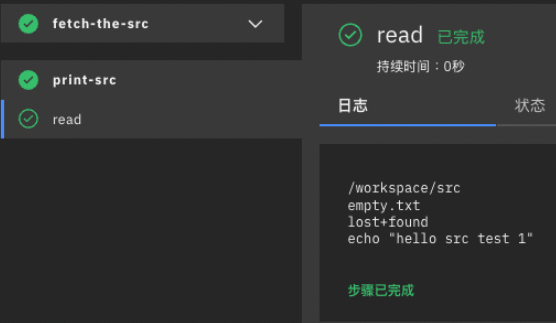 fetch-the-src
print-src
read
read 已完成
持续时间：0秒
日志 状态
/workspace/src
empty.txt
lost+found
echo "hello src test 1"
步骤已完成